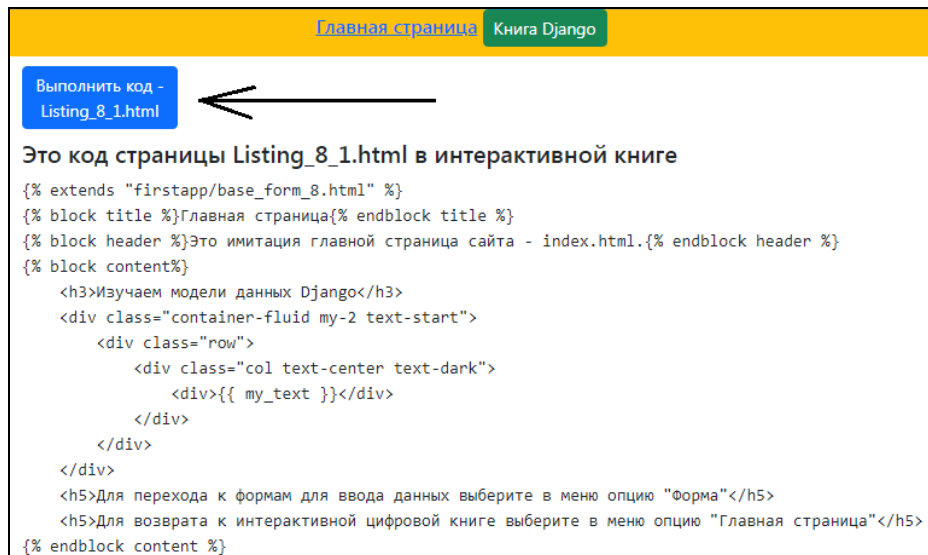 Главная страница Книга Django
Выполнить код -
Listing_8_1.html
Это код страницы Listing_8_1.html в интерактивной книге
{% extends "firstapp/base_form_8.html" %}
{% block title %}Главная страница{% endblock title %}
{% block header %}Это имитация главной страница сайта - index.html.{% endblock header %}
{% block content%}
    <h3>Изучаем модели данных Django</h3>
    <div class="container-fluid my-2 text-start">
        <div class="row">
            <div class="col text-center text-dark">
                <div>{{ my_text }}</div>
            </div>
        </div>
    </div>
    <h5>Для перехода к формам для ввода данных выберите в меню опцию "Форма"</h5>
    <h5>Для возврата к интерактивной цифровой книге выберите в меню опцию "Главная страница"</h5>
{% endblock content %}